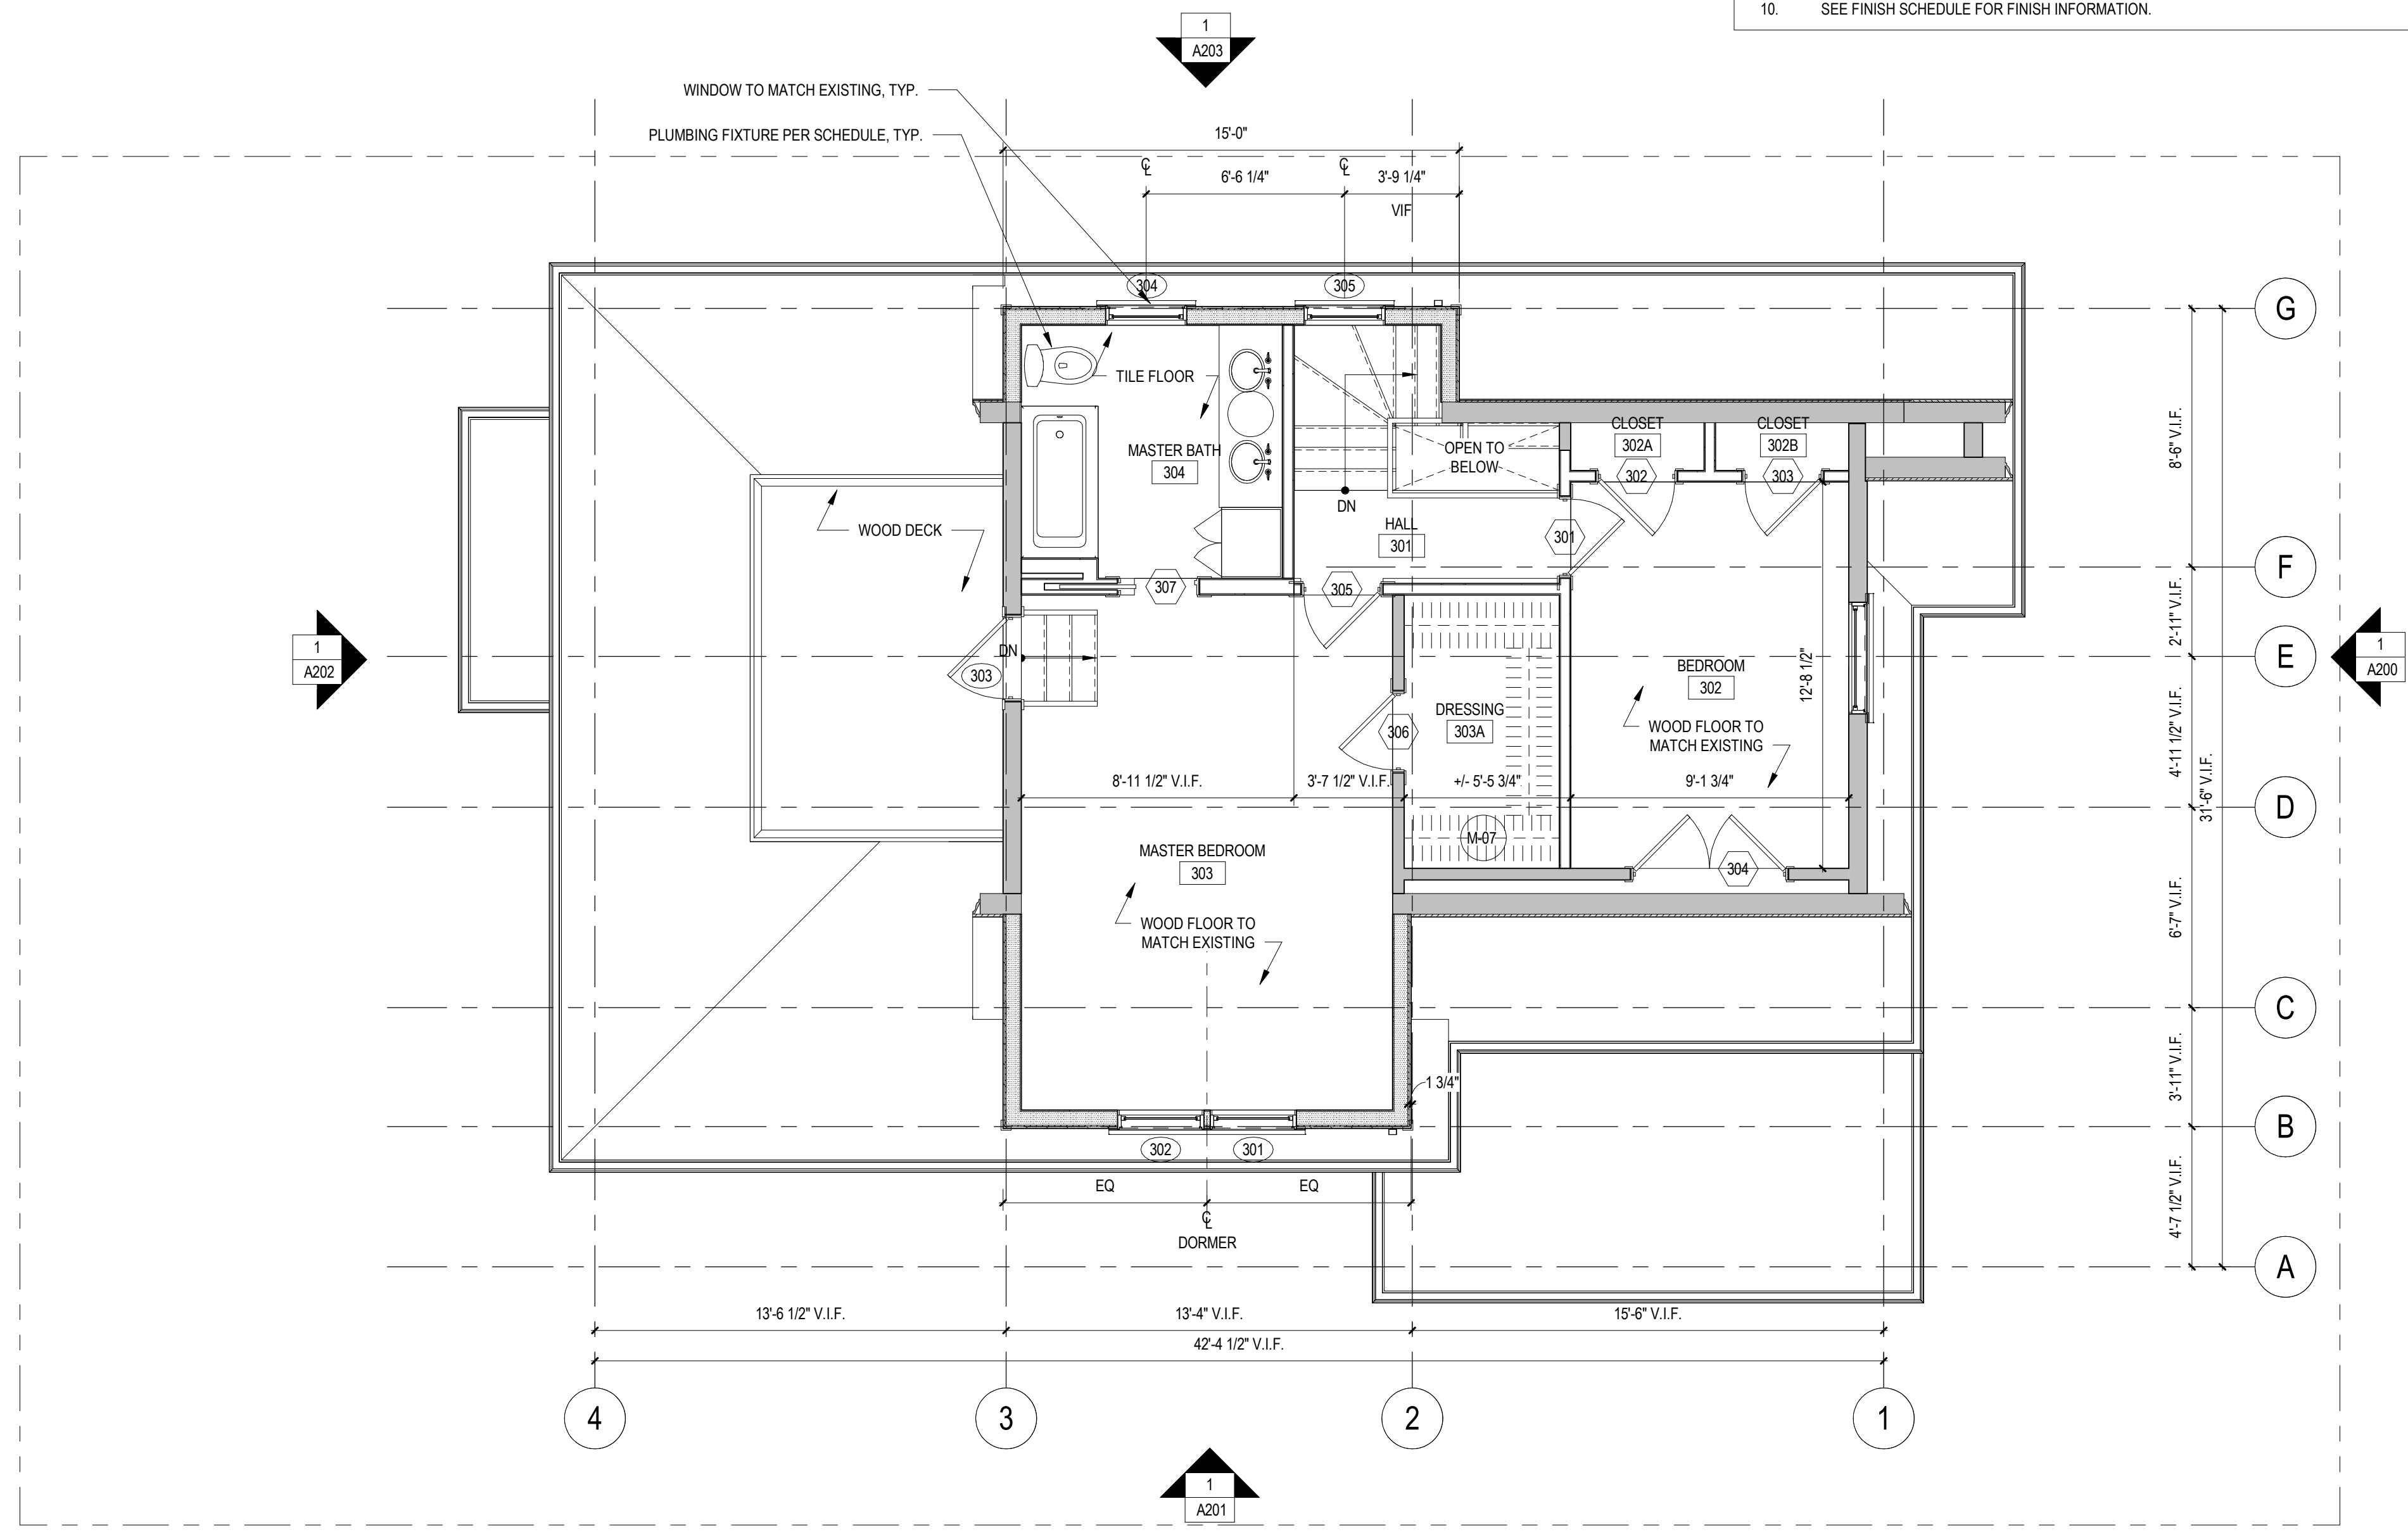 10. SEE FINISH SCHEDULE FOR FINISH INFORMATION.
1
A203
WINDOW TO MATCH EXISTING, TYP.
PLUMBING FIXTURE PER SCHEDULE, TYP.
15'-0"
℄
℄
6'-6 1/4"
3'-9 1/4"
VIF
304
305
G
TILE FLOOR
CLOSET
302A
CLOSET
302B
MASTER BATH
304
OPEN TO
BELOW
302
303
8'-6" V.I.F.
DN
WOOD DECK
HALL
301
301
F
307
305
2'-11" V.I.F.
1
A202
DN
303
E
1
A200
BEDROOM
302
12'-8 1/2"
DRESSING
303A
306
WOOD FLOOR TO
MATCH EXISTING
4'-11 1/2" V.I.F.
31'-6" V.I.F.
8'-11 1/2" V.I.F.
3'-7 1/2" V.I.F.
+/- 5'-5 3/4"
9'-1 3/4"
D
M-07
MASTER BEDROOM
303
304
WOOD FLOOR TO
MATCH EXISTING
6'-7" V.I.F.
C
1 3/4"
3'-11" V.I.F.
B
302
301
EQ
EQ
4'-7 1/2" V.I.F.
℄
DORMER
A
13'-6 1/2" V.I.F.
13'-4" V.I.F.
15'-6" V.I.F.
42'-4 1/2" V.I.F.
4
3
2
1
1
A201